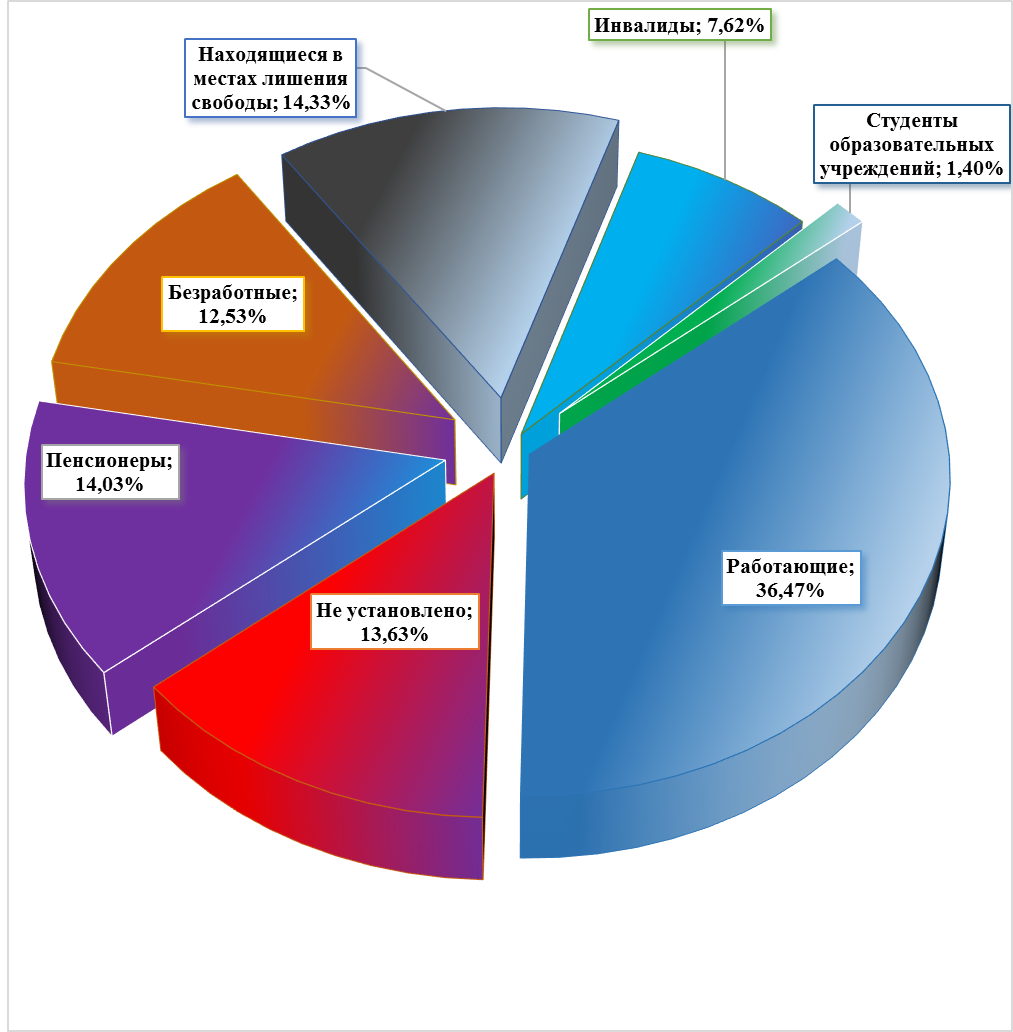 Инвалиды; 7,62%
Находящиеся в
местах лишения
свободы; 14,33%
Студенты
образовательных
учреждений; 1,40%
Безработные;
12,53%
Пенсионеры;
14,03%
Работающие;
36,47%
Не установлено;
13,63%